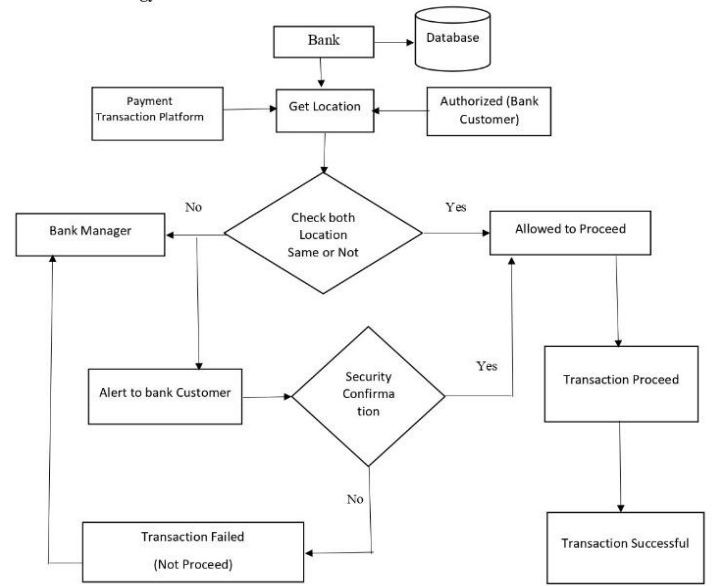 Bank
Database
Payment
Transaction Platform
Get Location
Authorized (Bank
Customer)
No
Yes
Check both
Location
Same or Not
Bank Manager
Allowed to Proceed
Alert to bank Customer
Security
Confirma
tion
Yes
Transaction Proceed
No
Transaction Failed
(Not Proceed)
Transaction Successful